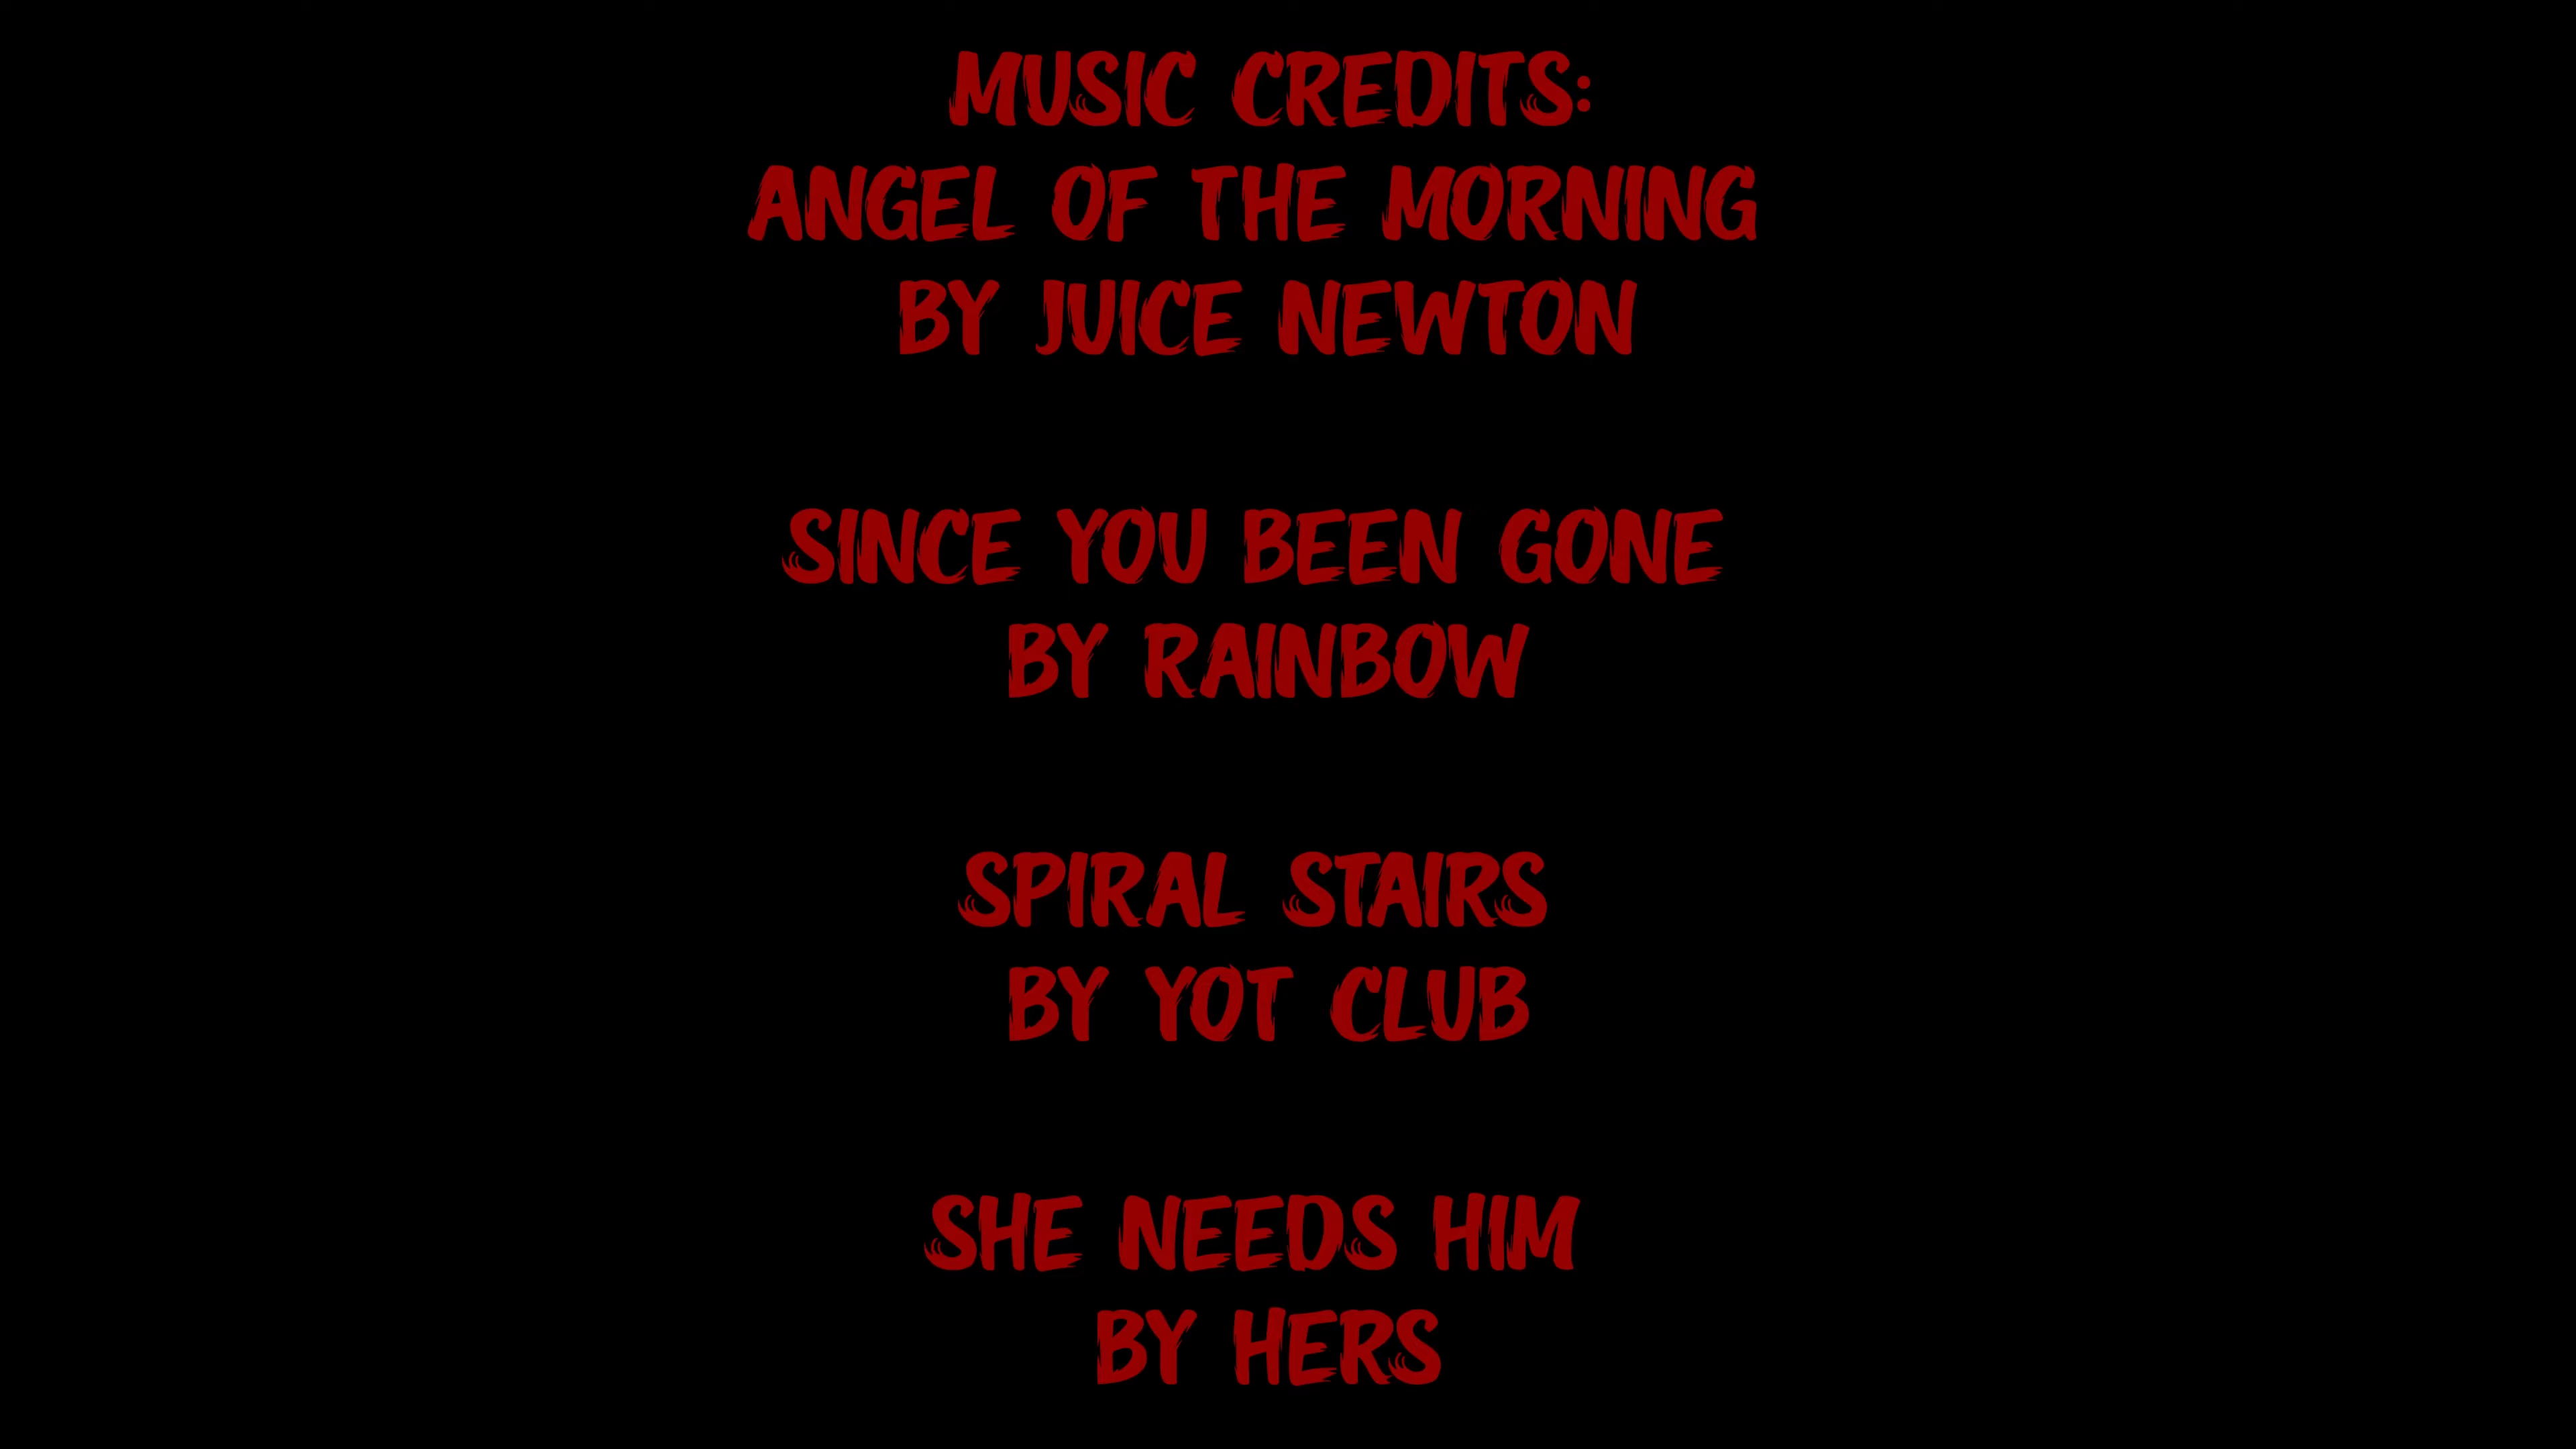 MUSIC CREDITS:
ANGEL OF THE MORNING
BY JUICE NEWTON
SINCE YOU BEEN GONE
BY RAINBOW
SPIRAL STAIRS
BY YOT CLUB
SHE NEEDS HIM
BY HERS